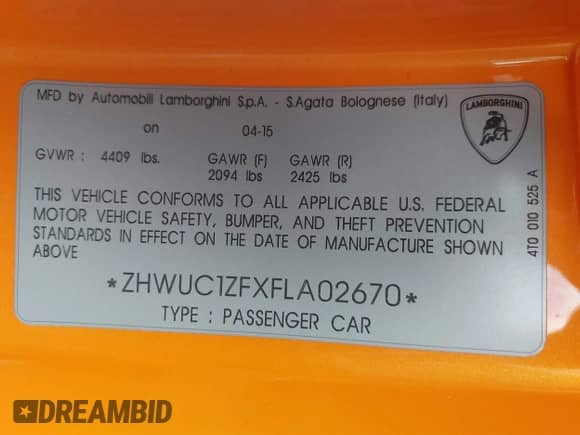 MFD by Automobili Lamborghini S.p.A. - S.Agata Bolognese (Italy)
on 04-15
GVWR : 4409 lbs. GAWR (F) GAWR (R)
2094 lbs 2425 lbs
THIS VEHICLE CONFORMS TO ALL APPLICABLE U.S. FEDERAL
MOTOR VEHICLE SAFETY, BUMPER, AND THEFT PREVENTION
STANDARDS IN EFFECT ON THE DATE OF MANUFACTURE SHOWN
ABOVE
*ZHWUC1ZFXFLA02670*
TYPE : PASSENGER CAR
LAMBORGHINI
4T0 010 525 A
DREAMBID